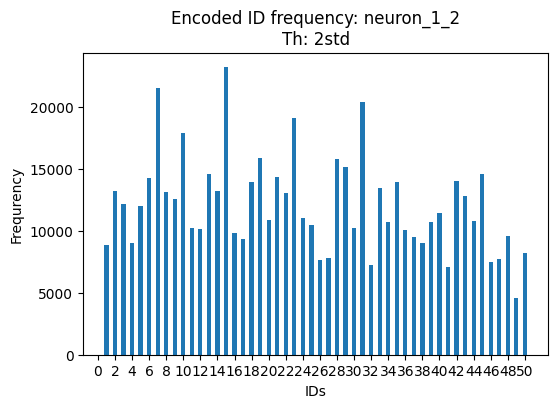 Encoded ID frequency: neuron_1_2
Th: 2std
Frequrency
20000
15000
10000
5000
0
0 2 4 6 8 10 12 14 16 18 20 22 24 26 28 30 32 34 36 38 40 42 44 46 48 50
IDs